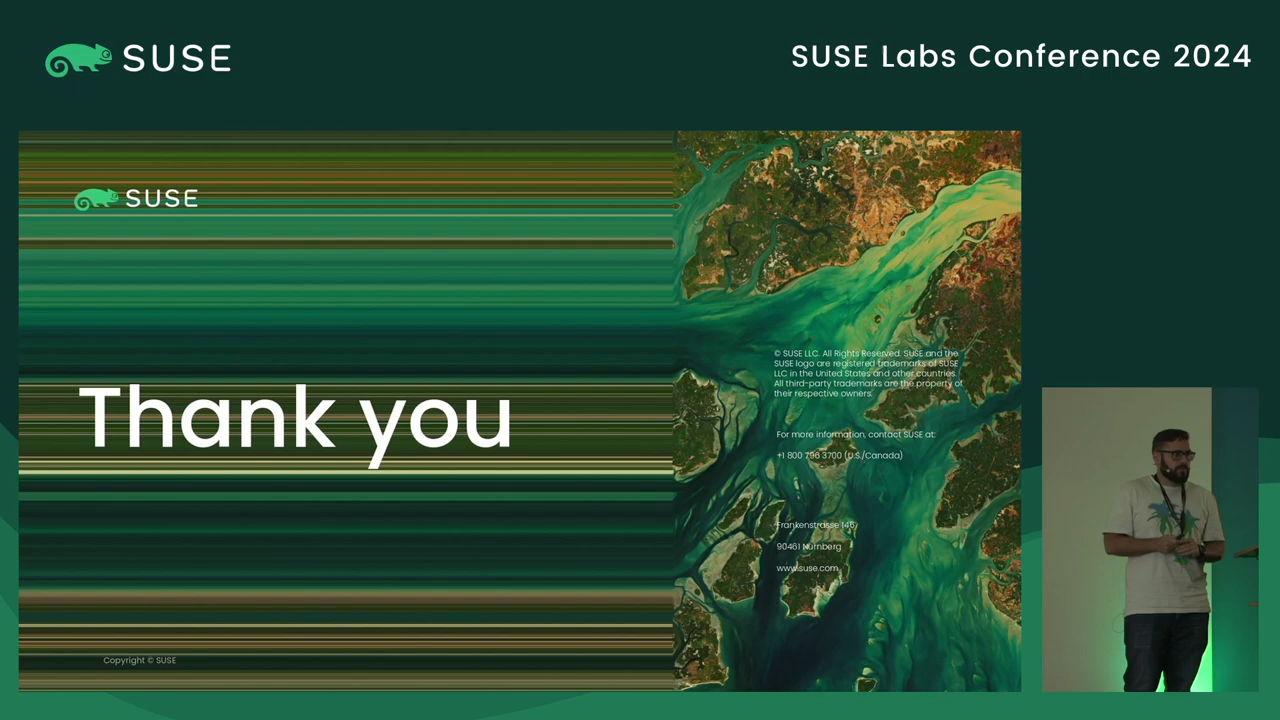 SUSE
SUSE Labs Conference 2024
SUSE
Thank you
© SUSE LLC. All Rights Reserved. SUSE and the
SUSE logo are registered trademarks of SUSE
LLC in the United States and other countries.
All third-party trademarks are the property of
their respective owners.
For more information, contact SUSE at:
+1 800 796 3700 (U.S./Canada)
Frankenstrasse 146
90461 Nürnberg
www.suse.com
Copyright © SUSE